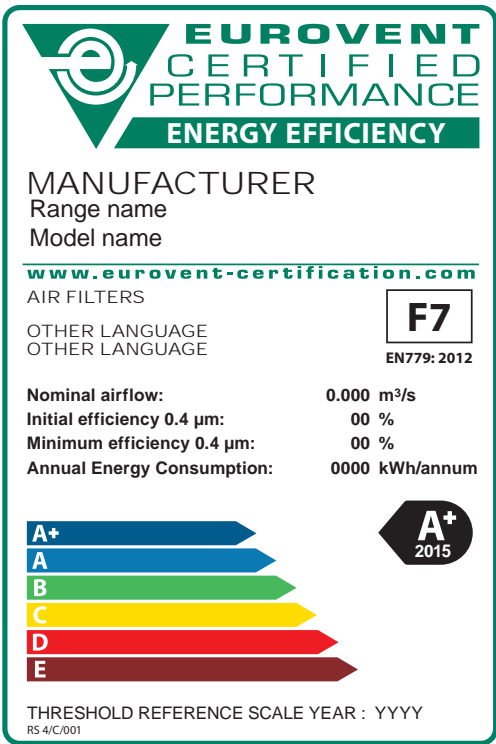 EUROVENT
CERTIFIED
PERFORMANCE
ENERGY EFFICIENCY
MANUFACTURER
Range name
Model name
www.eurovent-certification.com
AIR FILTERS
OTHER LANGUAGE
OTHER LANGUAGE
F7
EN779: 2012
Nominal airflow: 0.000 m³/s
Initial efficiency 0.4 µm: 00 %
Minimum efficiency 0.4 µm: 00 %
Annual Energy Consumption: 0000 kWh/annum
A+
A
B
C
D
E
A+
2015
THRESHOLD REFERENCE SCALE YEAR : YYYY
RS 4/C/001